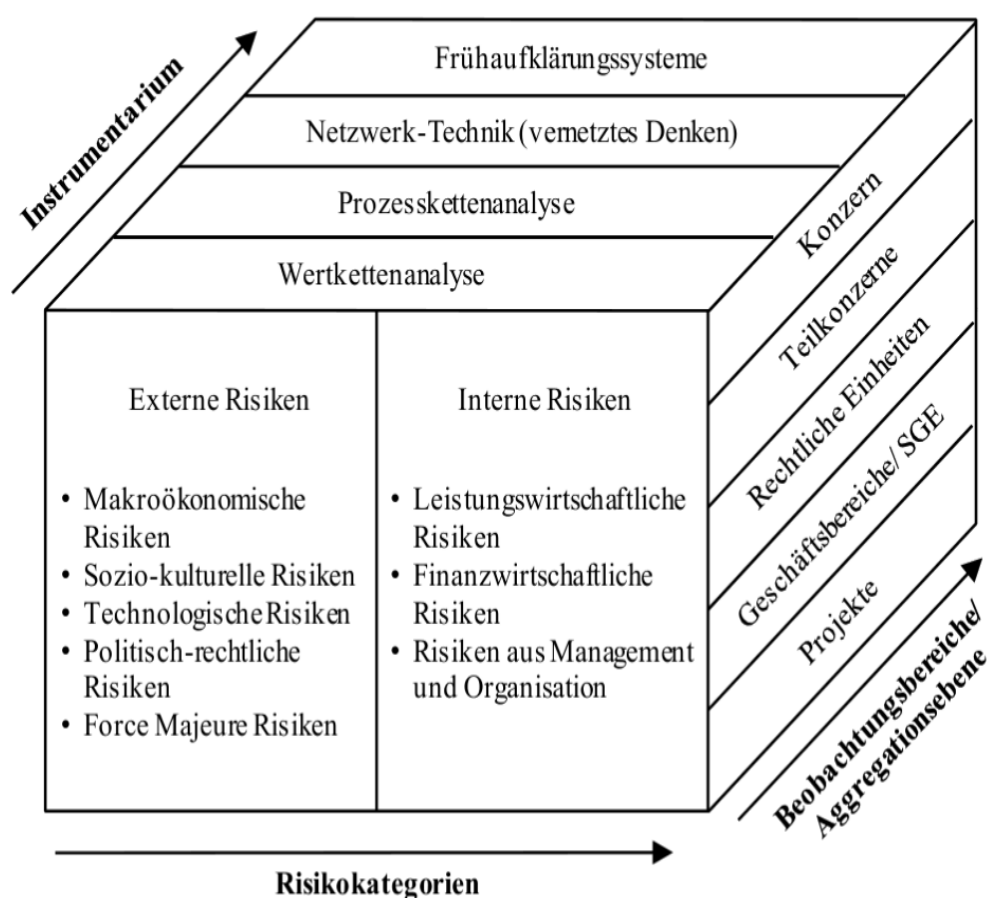 Instrumentarium
Frühaufklärungssysteme
Netzwerk-Technik (vernetztes Denken)
Prozesskettenanalyse
Wertkettenanalyse
Externe Risiken
• Makroökonomische
Risiken
• Sozio-kulturelle Risiken
• Technologische Risiken
• Politisch-rechtliche
Risiken
• Force Majeure Risiken
Interne Risiken
• Leistungswirtschaftliche
Risiken
• Finanzwirtschaftliche
Risiken
• Risiken aus Management
und Organisation
Konzern
Teilkonzerne
Rechtliche Einheiten
Geschäftsbereiche/ SGE
Projekte
Beobachtungsbereiche/
Aggregationsebene
Risikokategorien